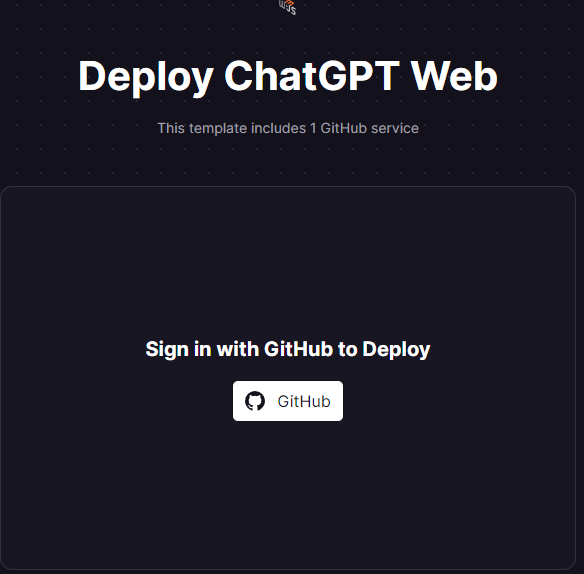 Deploy ChatGPT Web
This template includes 1 GitHub service
Sign in with GitHub to Deploy
GitHub